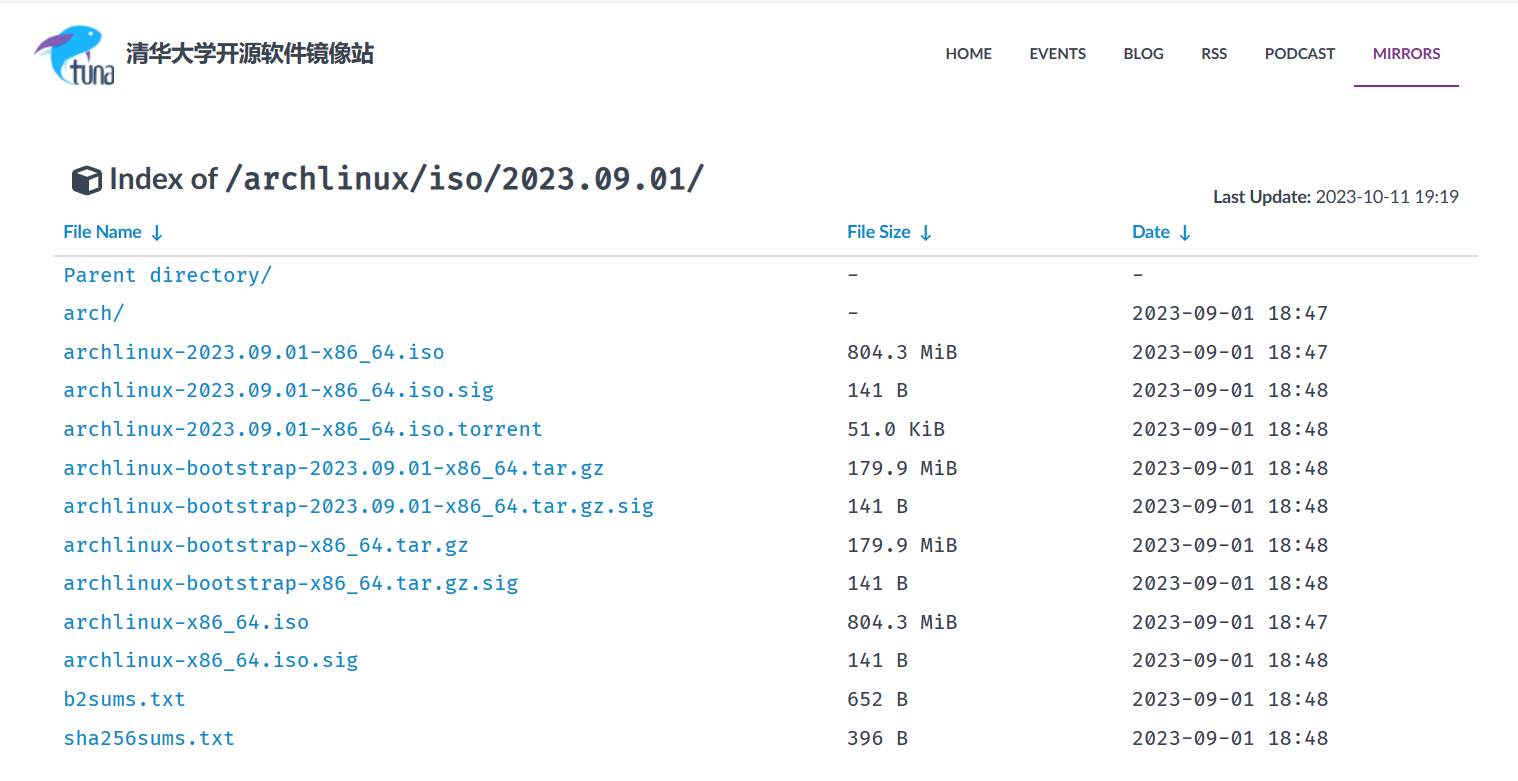 tuna 清华大学开源软件镜像站 HOME EVENTS BLOG RSS PODCAST MIRRORS
Index of /archlinux/iso/2023.09.01/
Last Update: 2023-10-11 19:19
File Name ↓ File Size ↓ Date ↓
Parent directory/ - -
arch/ - 2023-09-01 18:47
archlinux-2023.09.01-x86_64.iso 804.3 MiB 2023-09-01 18:47
archlinux-2023.09.01-x86_64.iso.sig 141 B 2023-09-01 18:48
archlinux-2023.09.01-x86_64.iso.torrent 51.0 KiB 2023-09-01 18:48
archlinux-bootstrap-2023.09.01-x86_64.tar.gz 179.9 MiB 2023-09-01 18:48
archlinux-bootstrap-2023.09.01-x86_64.tar.gz.sig 141 B 2023-09-01 18:48
archlinux-bootstrap-x86_64.tar.gz 179.9 MiB 2023-09-01 18:48
archlinux-bootstrap-x86_64.tar.gz.sig 141 B 2023-09-01 18:48
archlinux-x86_64.iso 804.3 MiB 2023-09-01 18:47
archlinux-x86_64.iso.sig 141 B 2023-09-01 18:48
b2sums.txt 652 B 2023-09-01 18:48
sha256sums.txt 396 B 2023-09-01 18:48